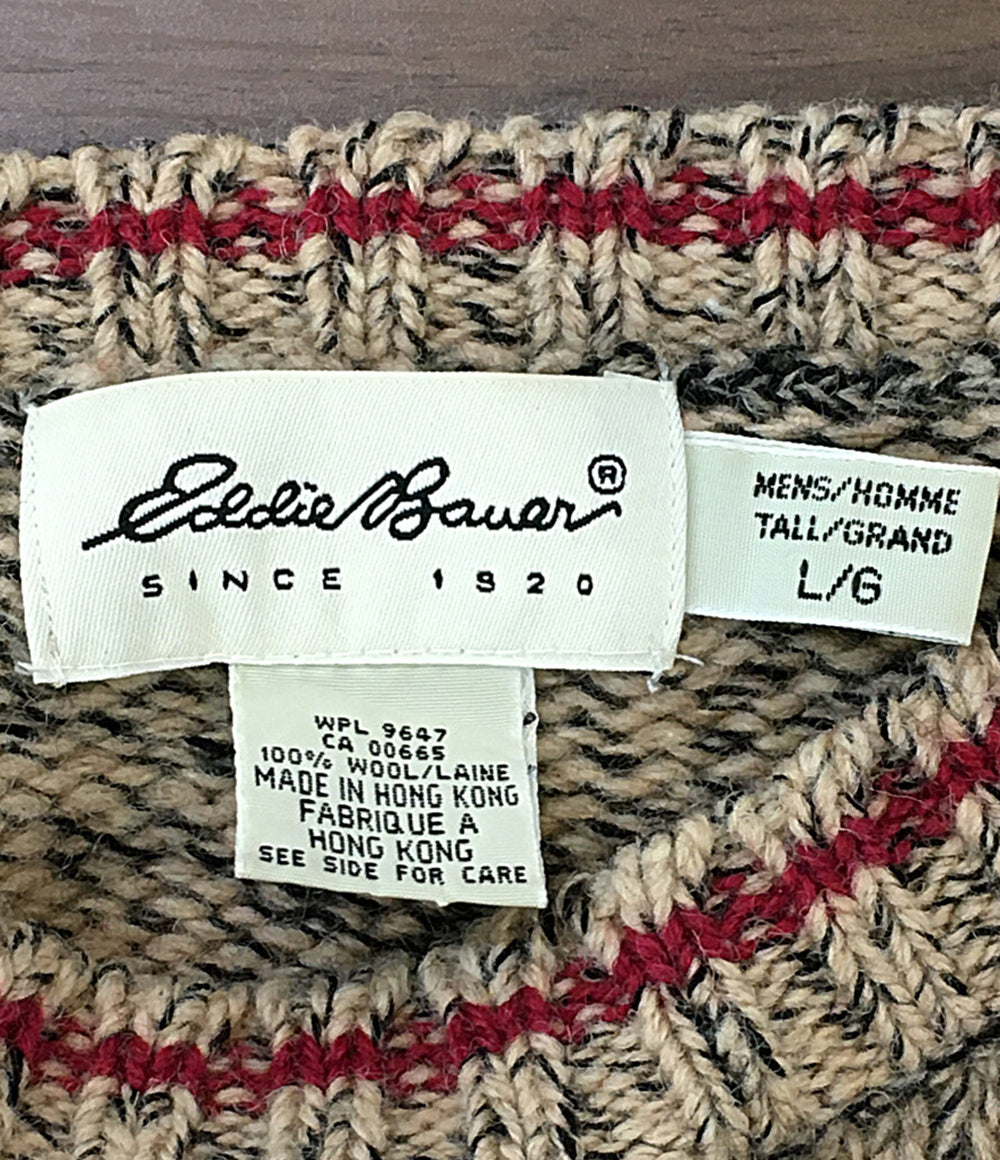 Eddie Bauer ®
SINCE 1920
MENS/HOMME
TALL/GRAND
L/G
WPL 9647
CA 00665
100% WOOL/LAINE
MADE IN HONG KONG
FABRIQUE A
HONG KONG
SEE SIDE FOR CARE